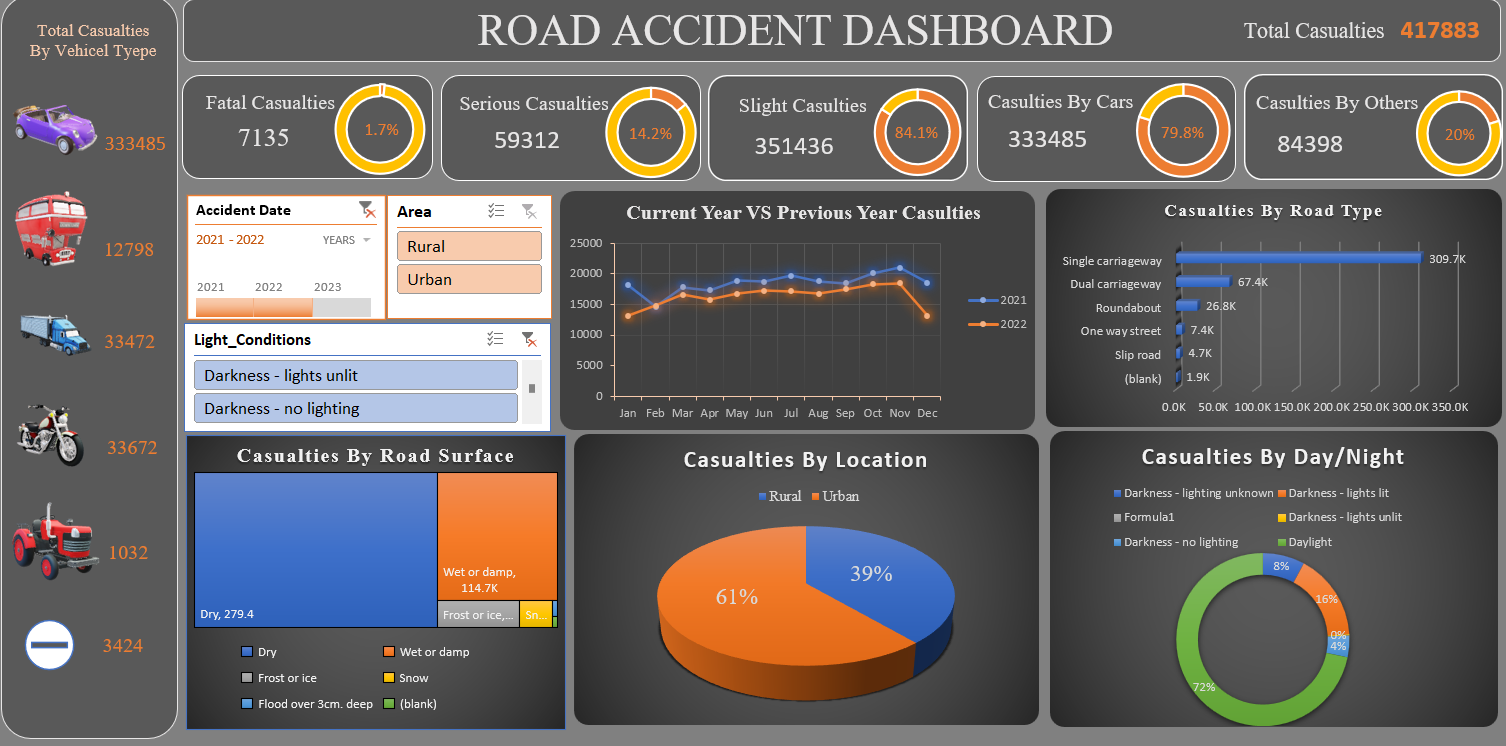 Total Casualties
By Vehicel Tyepe
333485
12798
33472
33672
1032
3424
ROAD ACCIDENT DASHBOARD
Total Casualties 417883
Fatal Casualties
7135
1.7%
Serious Casualties
59312
14.2%
Slight Casulties
351436
84.1%
Casulties By Cars
333485
79.8%
Casulties By Others
84398
20%
Accident Date
2021 - 2022
YEARS
2021 2022 2023
Area
Rural
Urban
Light_Conditions
Darkness - lights unlit
Darkness - no lighting
Current Year VS Previous Year Casulties
25000
20000
15000
10000
5000
0
Jan Feb Mar Apr May Jun Jul Aug Sep Oct Nov Dec
2021
2022
Casualties By Road Type
Single carriageway 309.7K
Dual carriageway 67.4K
Roundabout 26.8K
One way street 7.4K
Slip road 4.7K
(blank) 1.9K
0.0K 50.0K 100.0K 150.0K 200.0K 250.0K 300.0K 350.0K
Casualties By Road Surface
Wet or damp,
114.7K
Dry, 279.4
Frost or ice,...
Sn...
Dry Wet or damp
Frost or ice Snow
Flood over 3cm. deep (blank)
Casualties By Location
Rural Urban
39%
61%
Casualties By Day/Night
Darkness - lighting unknown Darkness - lights lit
Formula1 Darkness - lights unlit
Darkness - no lighting Daylight
8%
16%
0%
4%
72%